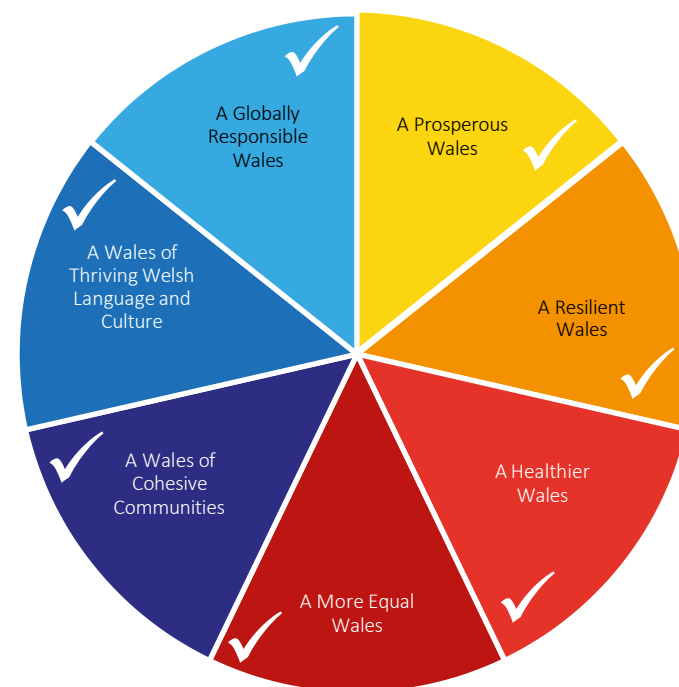 A Globally
Responsible
Wales
A Prosperous
Wales
A Resilient
Wales
A Healthier
Wales
A More Equal
Wales
A Wales of
Cohesive
Communities
A Wales of
Thriving Welsh
Language and
Culture